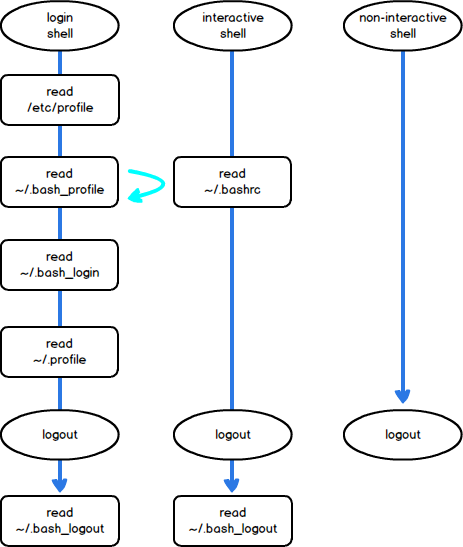 login
shell
interactive
shell
non-interactive
shell
read
/etc/profile
read
~/.bash_profile
read
~/.bashrc
read
~/.bash_login
read
~/.profile
logout
logout
logout
read
~/.bash_logout
read
~/.bash_logout